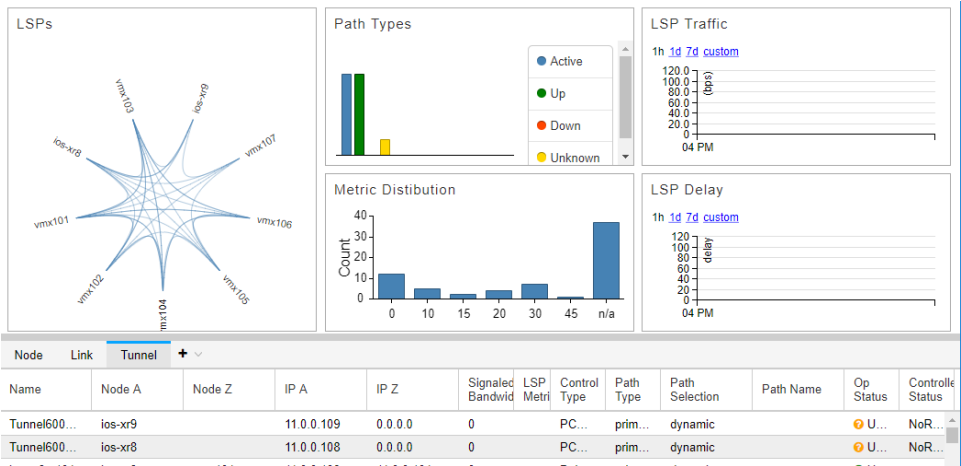 LSPs
vmx103
ios-xr9
ios-xr8
vmx107
vmx101
vmx106
vmx102
vmx105
vmx104
Path Types
Active
Up
Down
Unknown
LSP Traffic
1h 1d 7d custom
120.0
100.0
80.0
60.0
40.0
20.0
0
(bps)
04 PM
Metric Distibution
Count
40
30
20
10
0
0 10 15 20 30 45 n/a
LSP Delay
1h 1d 7d custom
120
100
80
60
40
20
0
delay
04 PM
Node Link Tunnel +
Name Node A Node Z IP A IP Z Signaled Bandwid LSP Metri Control Type Path Type Path Selection Path Name Op Status Controlle Status
Tunnel600... ios-xr9 11.0.0.109 0.0.0.0 0 PC... prim... dynamic U... NoR...
Tunnel600... ios-xr8 11.0.0.108 0.0.0.0 0 PC... prim... dynamic U... NoR...